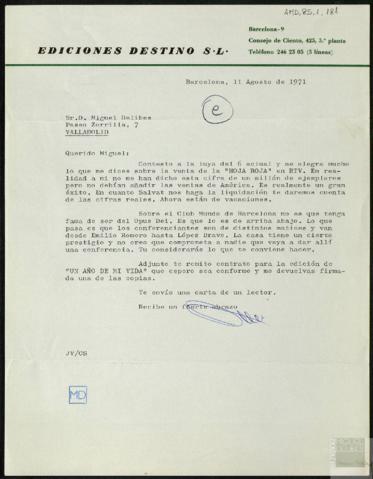 AMD, 85, 1, 181
EDICIONES DESTINO S·L·
Barcelona-9
Consejo de Ciento, 425, 5.ª planta
Teléfono 246 23 05 (5 líneas)
Barcelona, 11 Agosto de 1971
e
Sr.D. Miguel Delibes
Paseo Zorrilla, 7
VALLADOLID
Querido Miguel:
Contesto a la tuya del 6 actual y me alegra mucho
lo que me dices sobre la venta de la "HOJA ROJA" en RTV. En rea-
lidad a mi no me han dicho esta cifra de un millón de ejemplares
pero no debían añadir las ventas de América. Es realmente un gran
éxito. En cuanto Salvat nos haga la liquidación te daremos cuenta
de las cifras reales. Ahora están de vacaciones.
Sobre el Club Mundo de Barcelona no se que tenga
fama de ser del Opus Dei. Es que lo es de arriba abajo. Lo que
pasa es que los conferenciantes son de distintos matices y van
desde Emilio Romero hasta López Bravo. La casa tiene un cierto
prestigio y no creo que comprometa a nadie que vaya a dar allí
una conferencia. Tu considerarás lo que te conviene hacer.
Adjunto te remito contrato para la edición de
"UN AÑO DE MI VIDA" que espero sea conforme y me devuelvas firma-
da una de las copias.
Te envío una carta de un lector.
Recibe un fuerte abrazo
JV/CS
MD